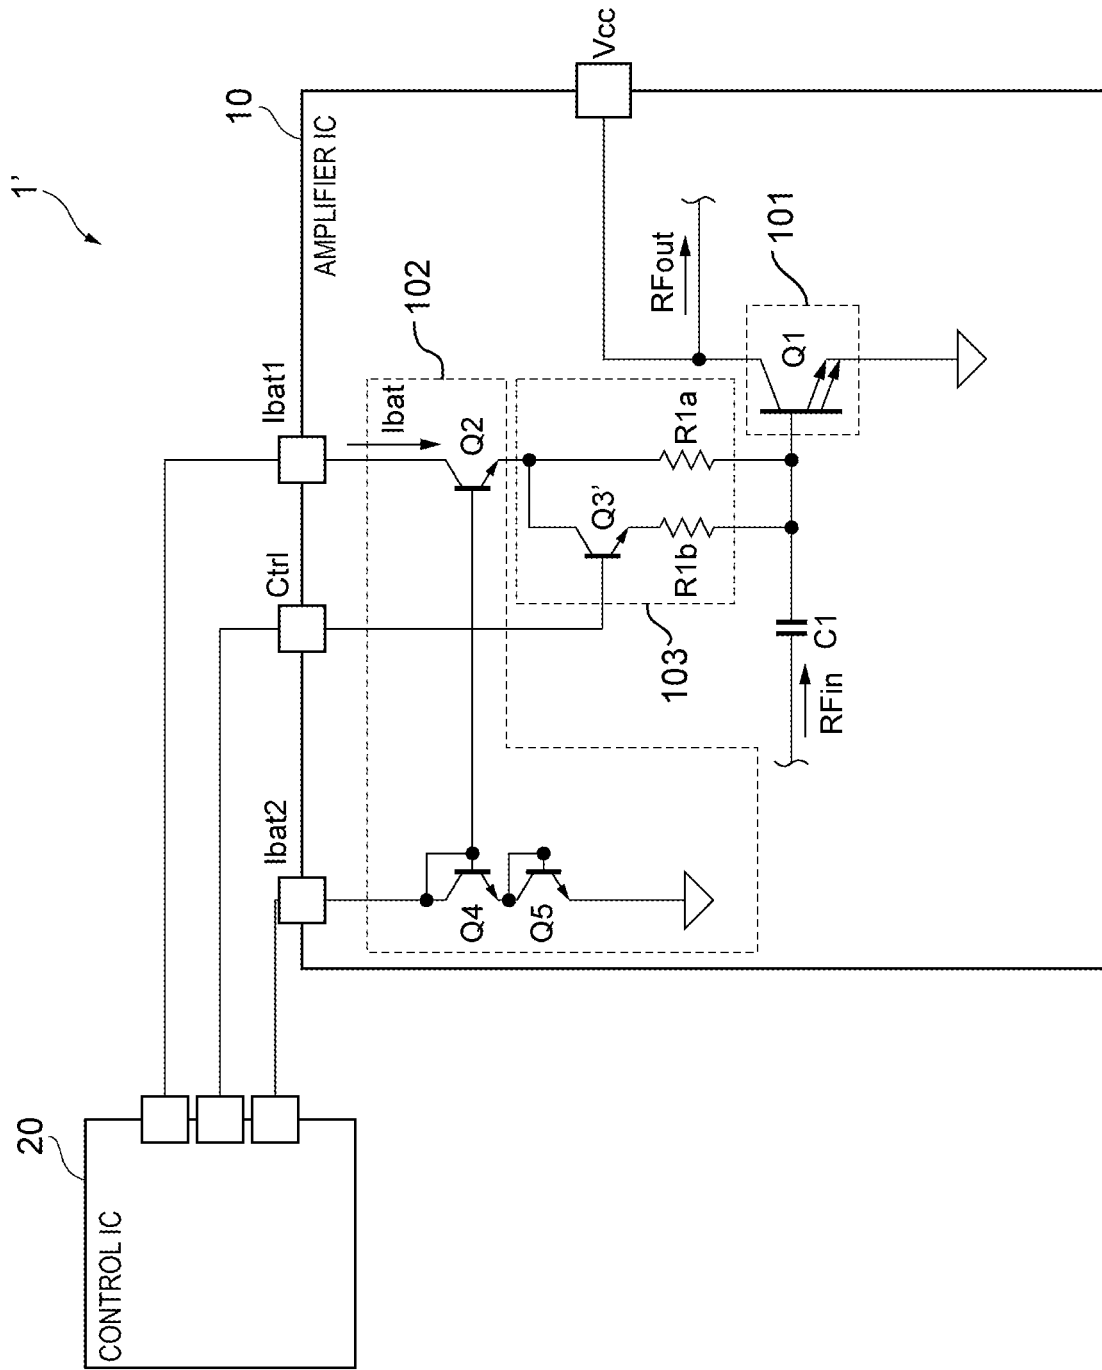 1'
20
CONTROL IC
10
AMPLIFIER IC
Ibat2
Ctrl
Ibat1
Vcc
102
Ibat
Q4
Q5
Q2
Q3'
R1b
R1a
103
RFout
101
Q1
C1
RFin